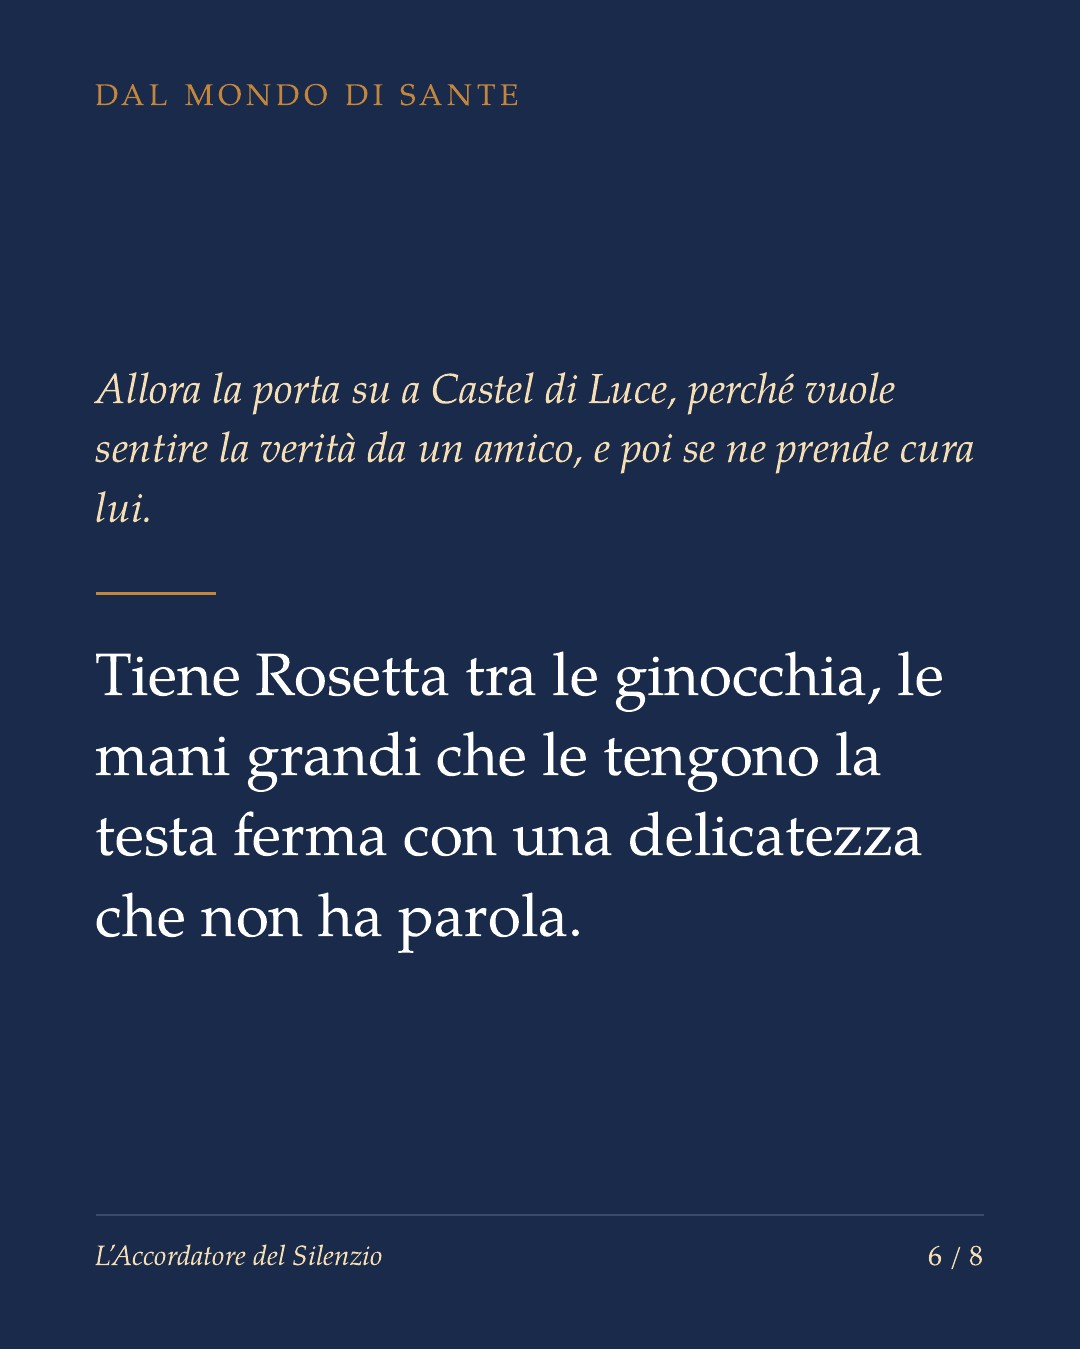 DAL MONDO DI SANTE
Allora la porta su a Castel di Luce, perché vuole
sentire la verità da un amico, e poi se ne prende cura
lui.
Tiene Rosetta tra le ginocchia, le
mani grandi che le tengono la
testa ferma con una delicatezza
che non ha parola.
L'Accordatore del Silenzio
6 / 8